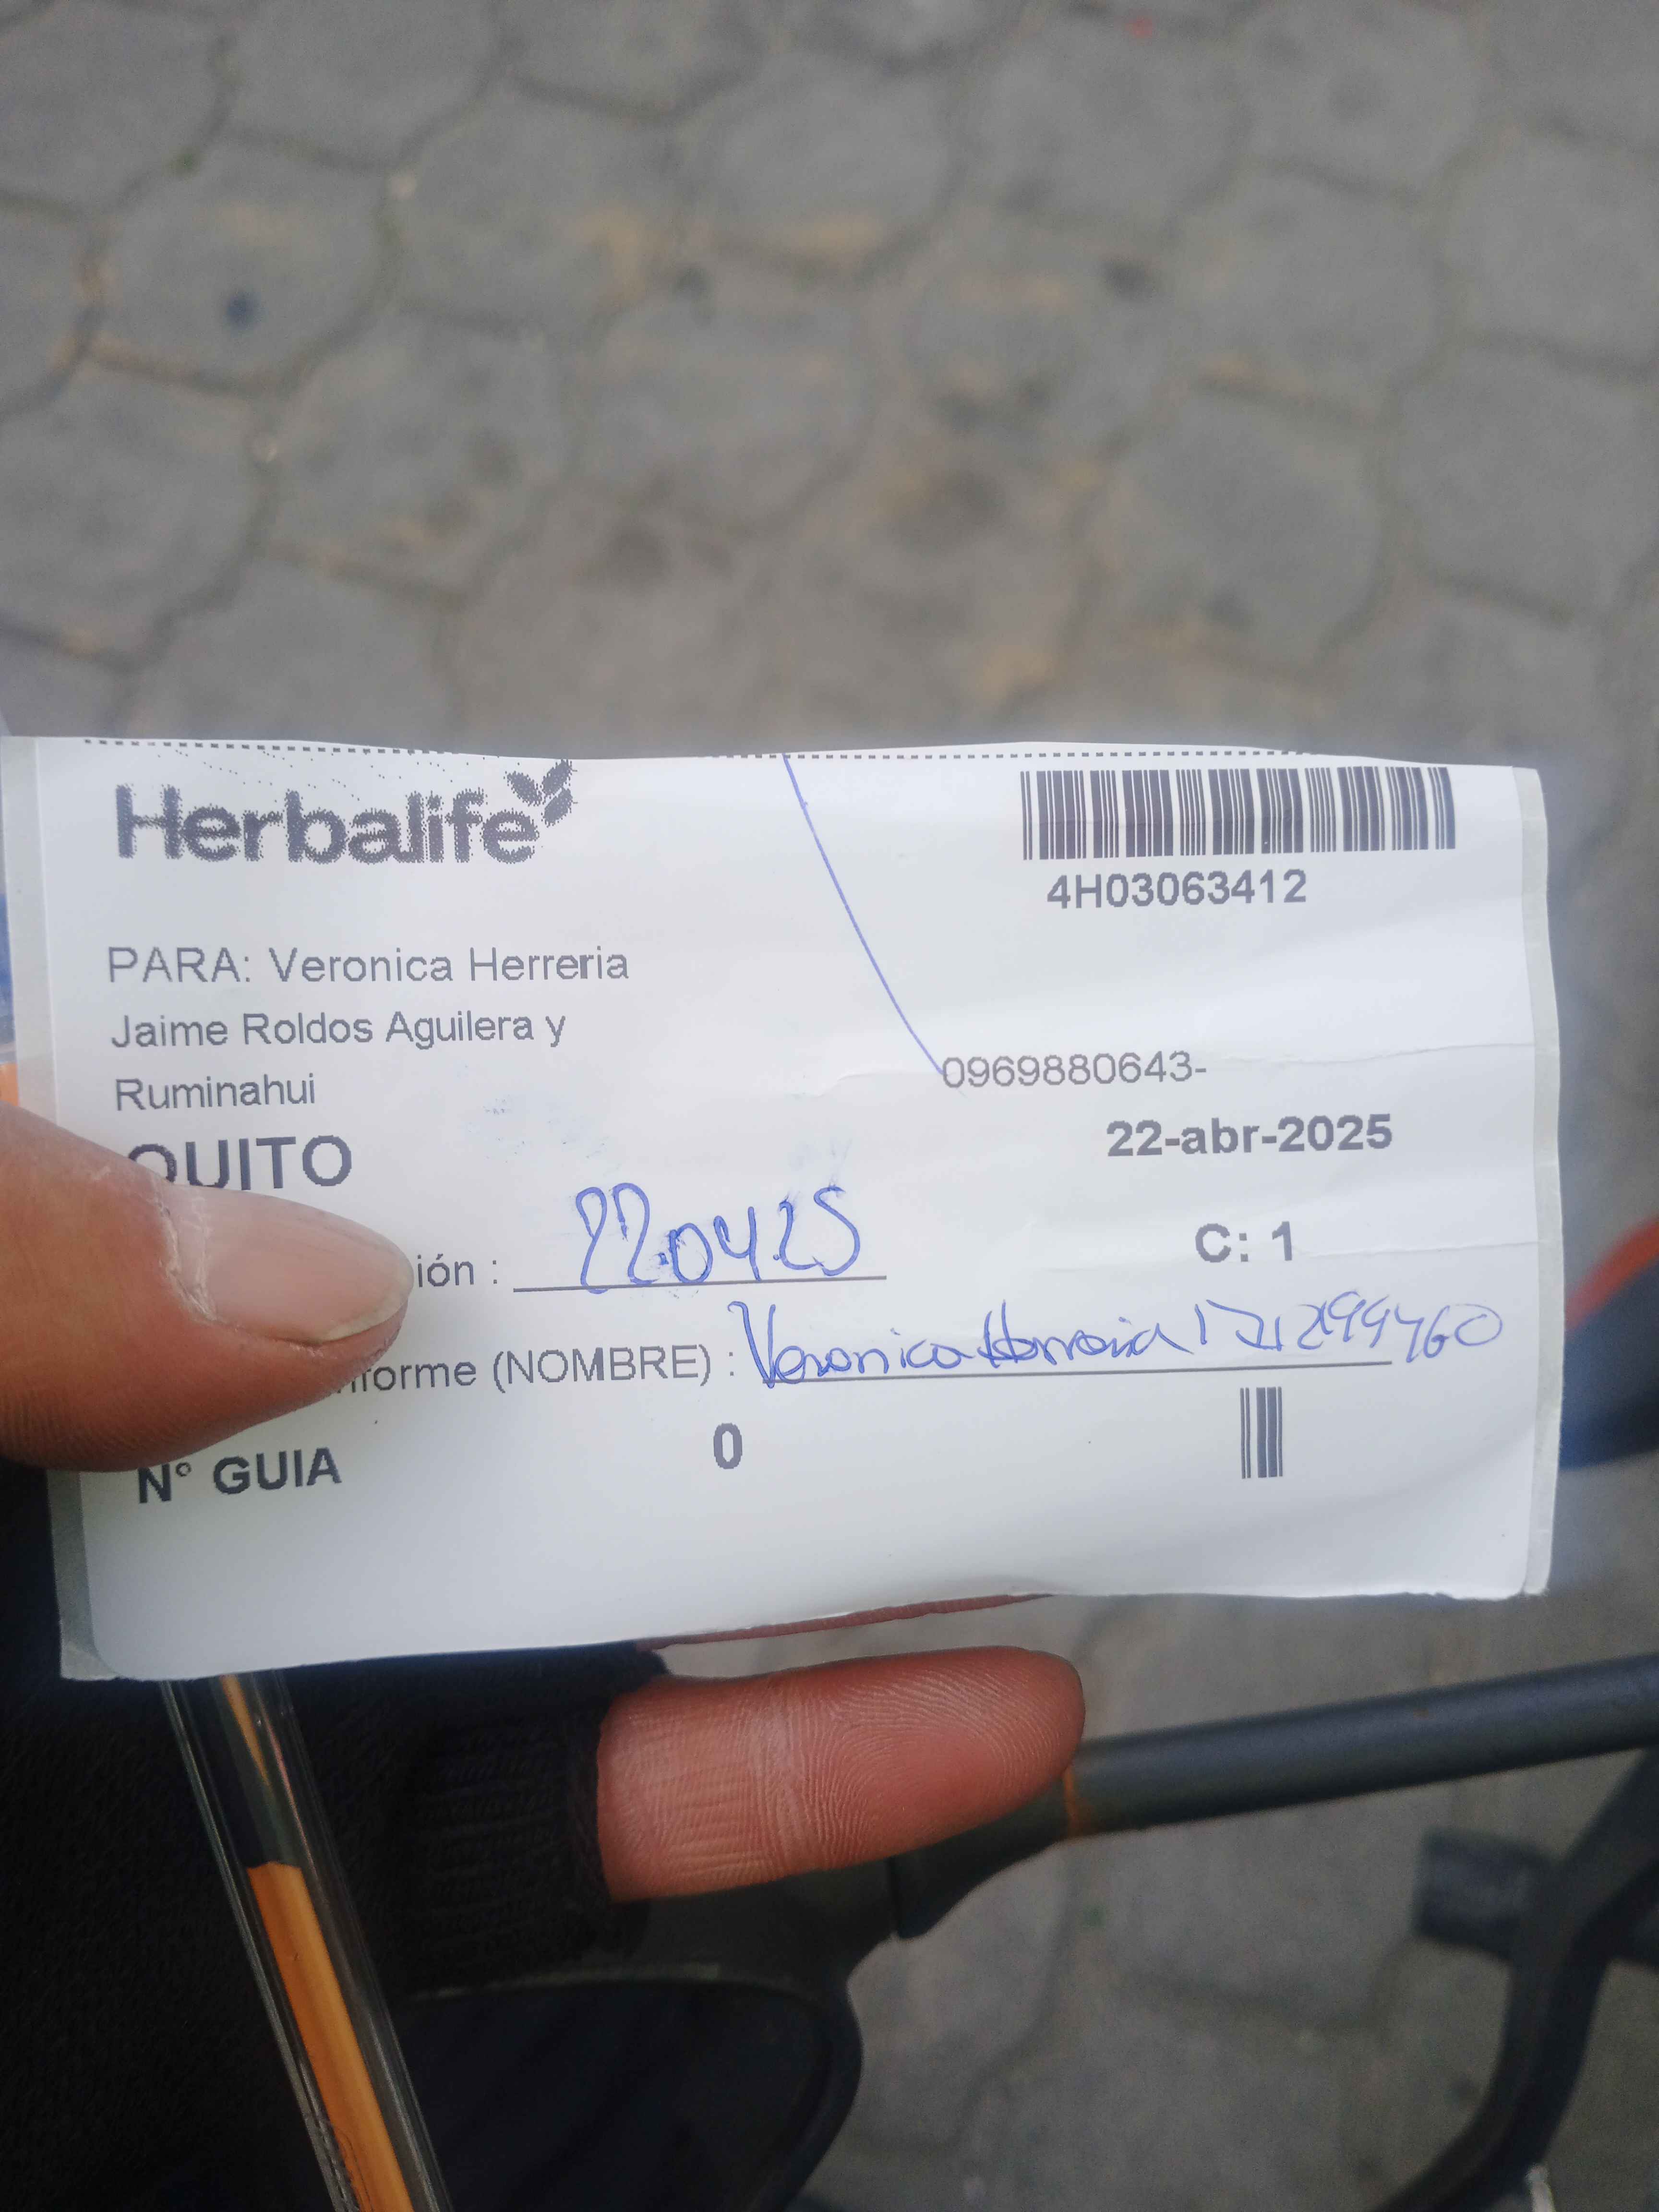 Herbalife
4H03063412
PARA: Veronica Herreria
Jaime Roldos Aguilera y
0969880643-
Ruminahui
22-abr-2025
QUITO
ión : 22.04.25
C: 1
forme (NOMBRE) : Veronica Herreria
N° GUIA 0